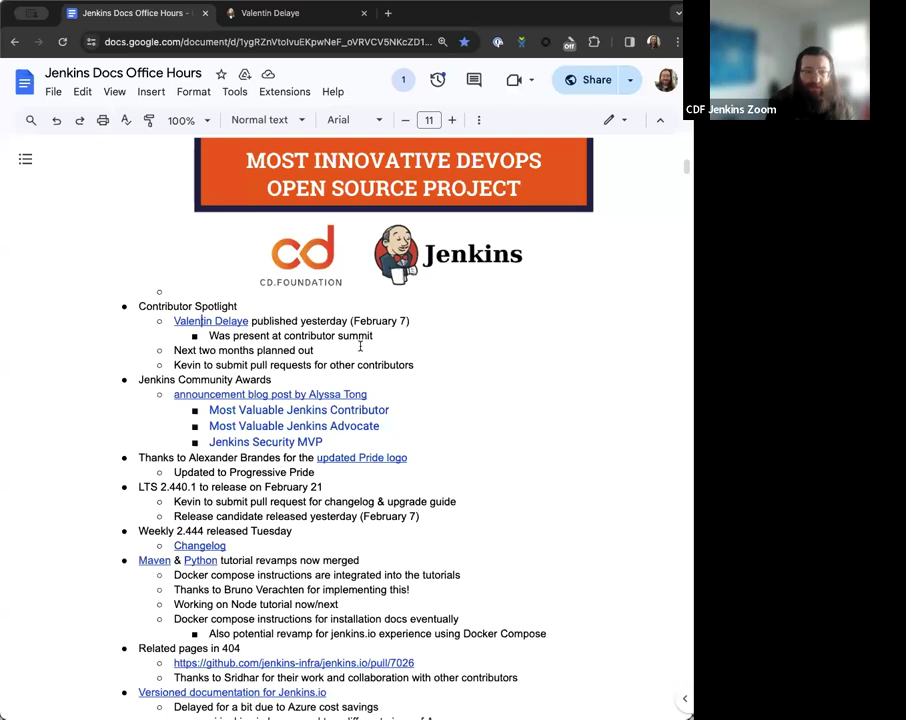 Jenkins Docs Office Hours -
Valentin Delaye
docs.google.com/document/d/1ygRZnVtoIvuEKpwNeF_oVRVCV5NKcZD1...
Off
Jenkins Docs Office Hours
File Edit View Insert Format Tools Extensions Help
1
Share
CDF Jenkins Zoom
100% Normal text Arial 11
MOST INNOVATIVE DEVOPS
OPEN SOURCE PROJECT
cd
CD.FOUNDATION
Jenkins
Contributor Spotlight
Valentin Delaye published yesterday (February 7)
Was present at contributor summit
Next two months planned out
Kevin to submit pull requests for other contributors
Jenkins Community Awards
announcement blog post by Alyssa Tong
Most Valuable Jenkins Contributor
Most Valuable Jenkins Advocate
Jenkins Security MVP
Thanks to Alexander Brandes for the updated Pride logo
Updated to Progressive Pride
LTS 2.440.1 to release on February 21
Kevin to submit pull request for changelog & upgrade guide
Release candidate released yesterday (February 7)
Weekly 2.444 released Tuesday
Changelog
Maven & Python tutorial revamps now merged
Docker compose instructions are integrated into the tutorials
Thanks to Bruno Verachten for implementing this!
Working on Node tutorial now/next
Docker compose instructions for installation docs eventually
Also potential revamp for jenkins.io experience using Docker Compose
Related pages in 404
https://github.com/jenkins-infra/jenkins.io/pull/7026
Thanks to Sridhar for their work and collaboration with other contributors
Versioned documentation for Jenkins.io
Delayed for a bit due to Azure cost savings